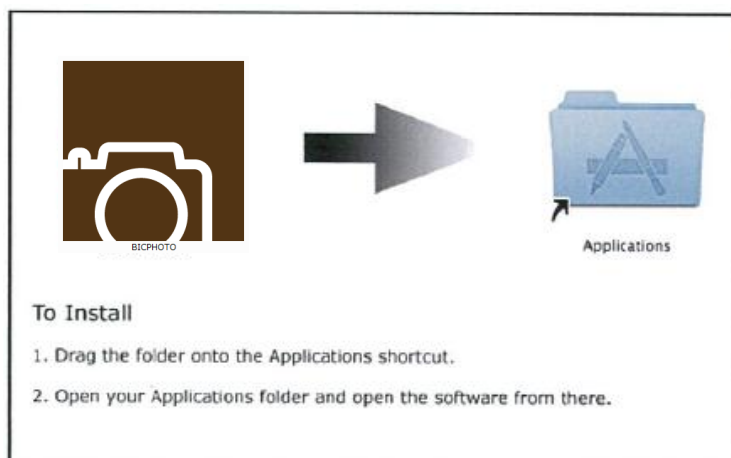 BICPHOTO
Applications
To Install
1. Drag the folder onto the Applications shortcut.
2. Open your Applications folder and open the software from there.